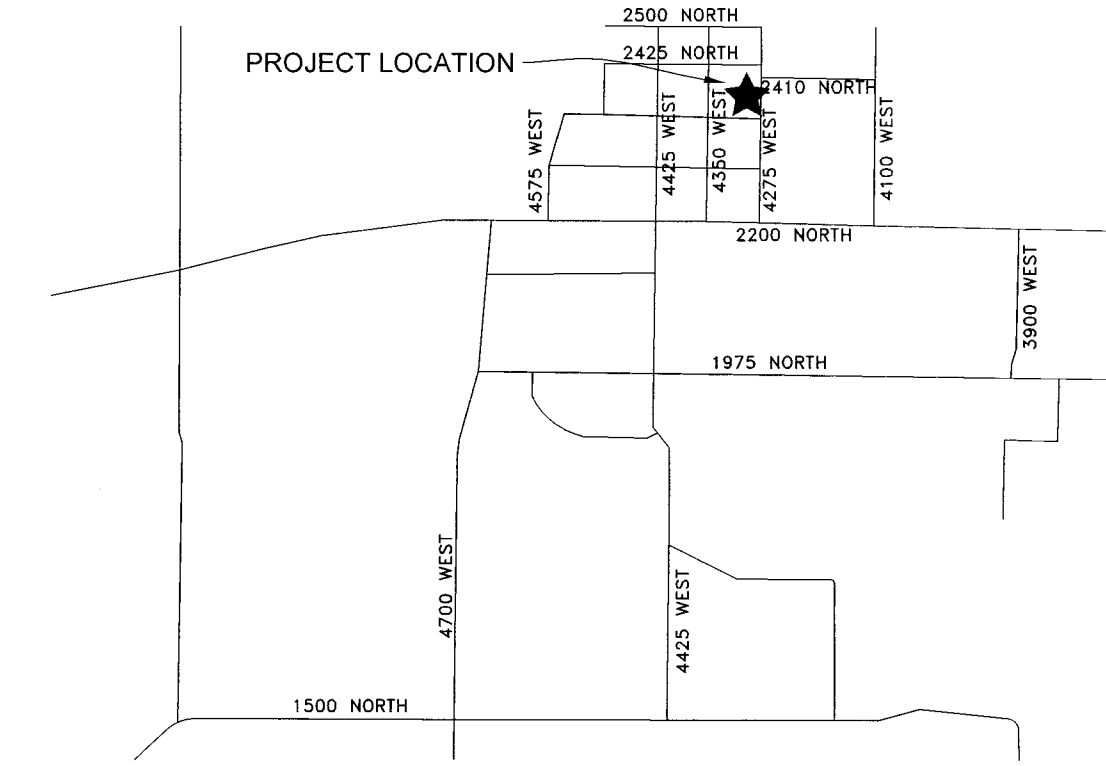 2500 NORTH
2425 NORTH
PROJECT LOCATION
2410 NORTH
4575 WEST
4425 WEST
4350 WEST
4275 WEST
4100 WEST
2200 NORTH
3900 WEST
1975 NORTH
4700 WEST
4425 WEST
1500 NORTH